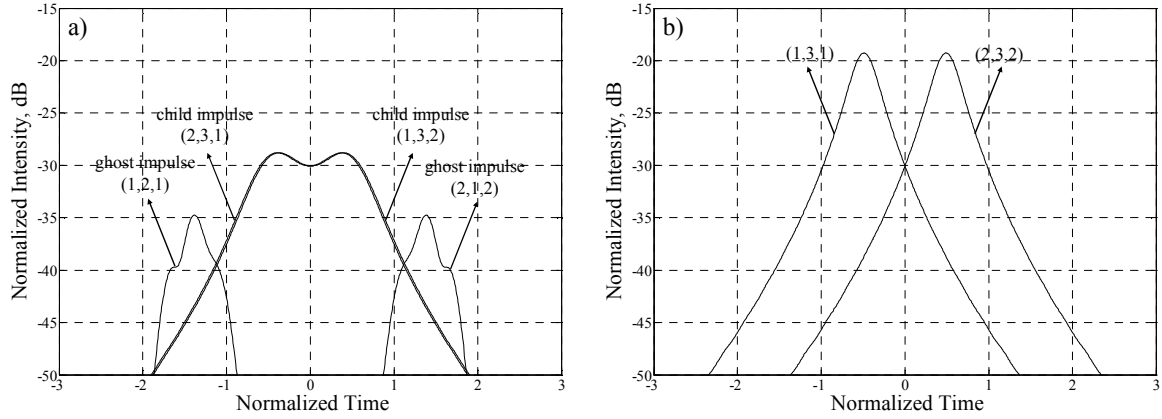 a)
-15
-20
-25
-30
-35
-40
-45
-50
Normalized Intensity, dB
child impulse
(2,3,1)
child impulse
(1,3,2)
ghost impulse
(1,2,1)
ghost impulse
(2,1,2)
-3 -2 -1 0 1 2 3
Normalized Time
b)
-15
-20
-25
-30
-35
-40
-45
-50
Normalized Intensity, dB
(1,3,1)
(2,3,2)
-3 -2 -1 0 1 2 3
Normalized Time